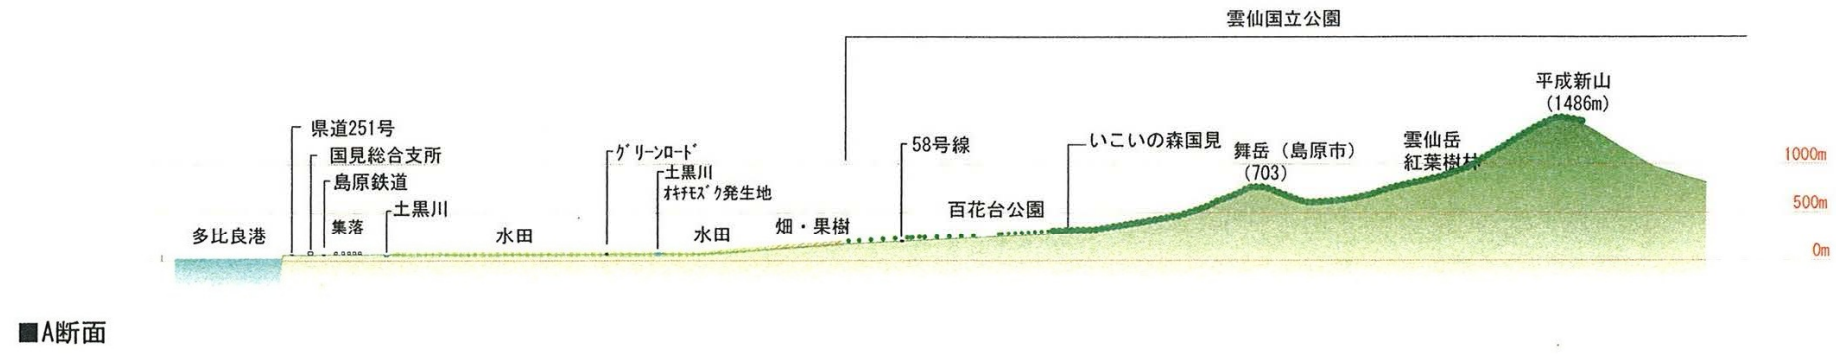 雲仙国立公園
平成新山
(1486m)
県道251号
国見総合支所
島原鉄道
土黒川
集落
多比良港
水田
グリーンロード
土黒川
オキチモズク発生地
水田
畑・果樹
58号線
百花台公園
いこいの森国見
舞岳（島原市）
(703)
雲仙岳
紅葉樹林
1000m
500m
0m
■A断面